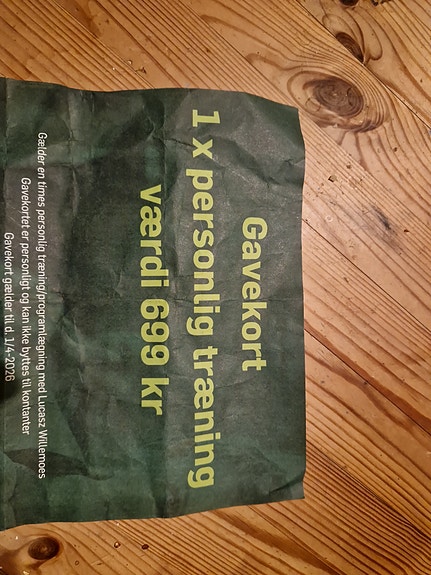 Gavekort
1 x personlig træning
værdi 699 kr
Gælder en times personlig træning/programlægning med Lucasz Willemoes
Gavekortet er personligt og kan ikke byttes til kontanter
Gavekort gælder til d. 1/4-2026